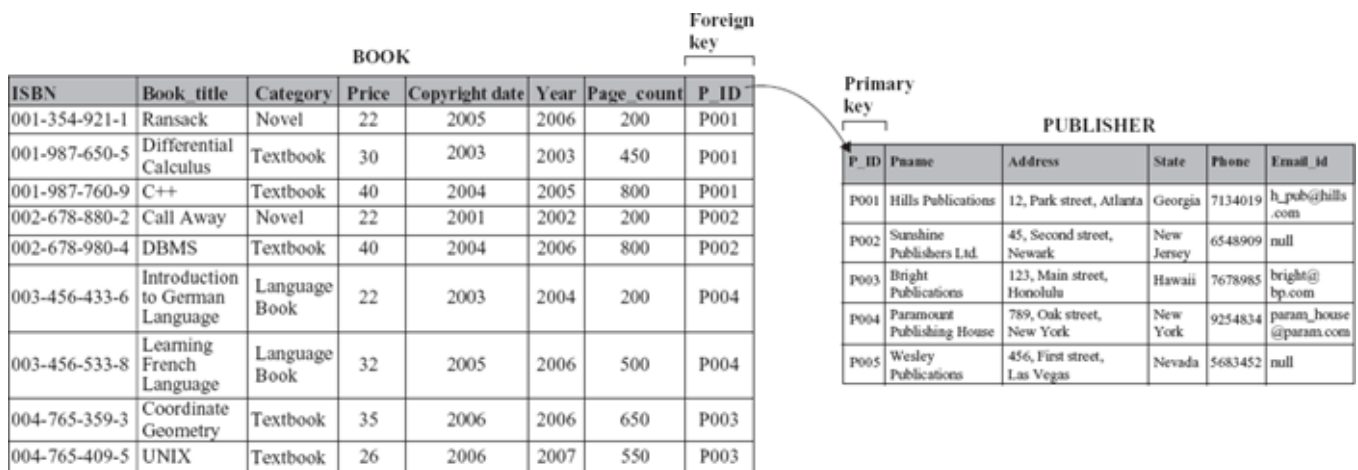 Foreign
key
BOOK
ISBN Book_title Category Price Copyright date Year Page_count P_ID
001-354-921-1 Ransack Novel 22 2005 2006 200 P001
001-987-650-5 Differential Calculus Textbook 30 2003 2003 450 P001
001-987-760-9 C++ Textbook 40 2004 2005 800 P001
002-678-880-2 Call Away Novel 22 2001 2002 200 P002
002-678-980-4 DBMS Textbook 40 2004 2006 800 P002
003-456-433-6 Introduction to German Language Language Book 22 2003 2004 200 P004
003-456-533-8 Learning French Language Language Book 32 2005 2006 500 P004
004-765-359-3 Coordinate Geometry Textbook 35 2006 2006 650 P003
004-765-409-5 UNIX Textbook 26 2006 2007 550 P003
Primary
key
PUBLISHER
P_ID Pname Address State Phone Email_id
P001 Hills Publications 12, Park street, Atlanta Georgia 7134019 h_pub@hills.com
P002 Sunshine Publishers Ltd. 45, Second street, Newark New Jersey 6548909 null
P003 Bright Publications 123, Main street, Honolulu Hawaii 7678985 bright@bp.com
P004 Paramount Publishing House 789, Oak street, New York New York 9254834 param_house@param.com
P005 Wesley Publications 456, First street, Las Vegas Nevada 5683452 null